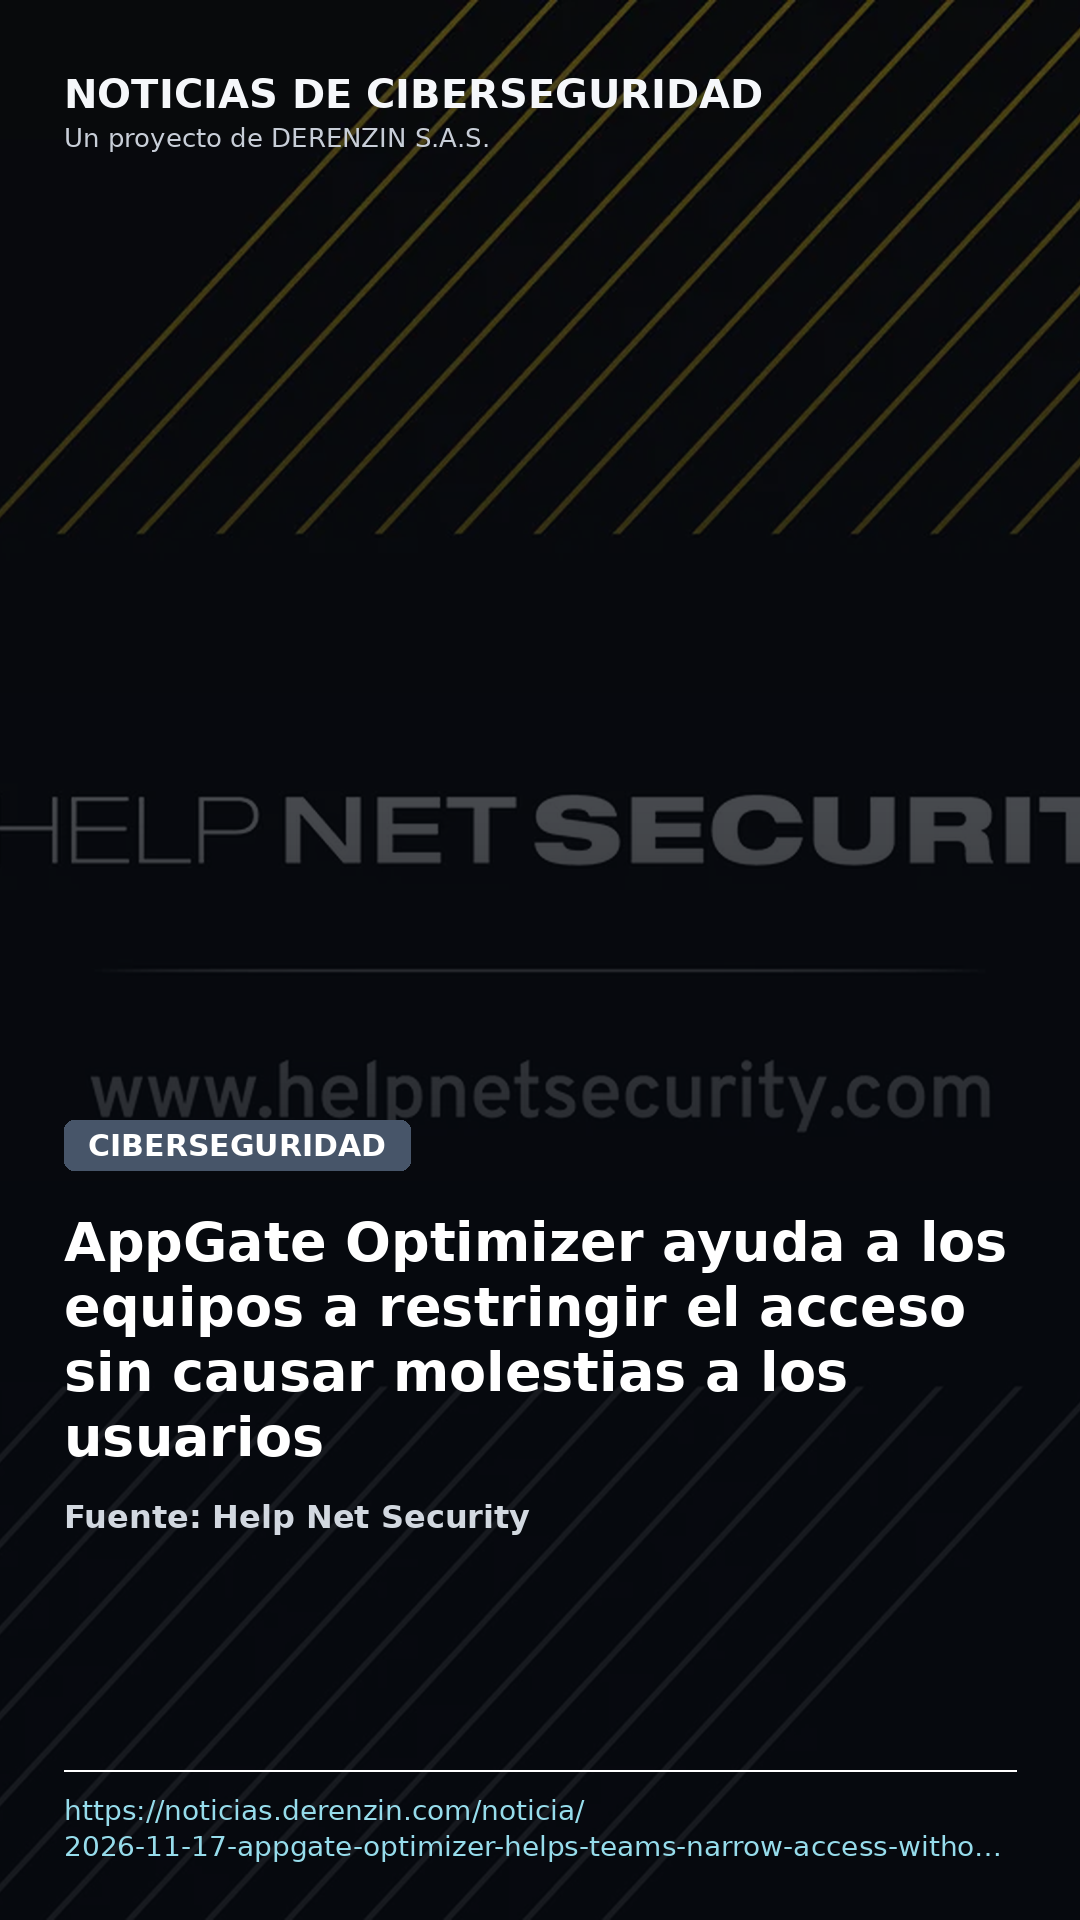 NOTICIAS DE CIBERSEGURIDAD
Un proyecto de DERENZIN S.A.S.
HELP NET SECURIT
www.helpnetsecurity.com
CIBERSEGURIDAD
AppGate Optimizer ayuda a los
equipos a restringir el acceso
sin causar molestias a los
usuarios
Fuente: Help Net Security
https://noticias.derenzin.com/noticia/
2026-11-17-appgate-optimizer-helps-teams-narrow-access-witho...